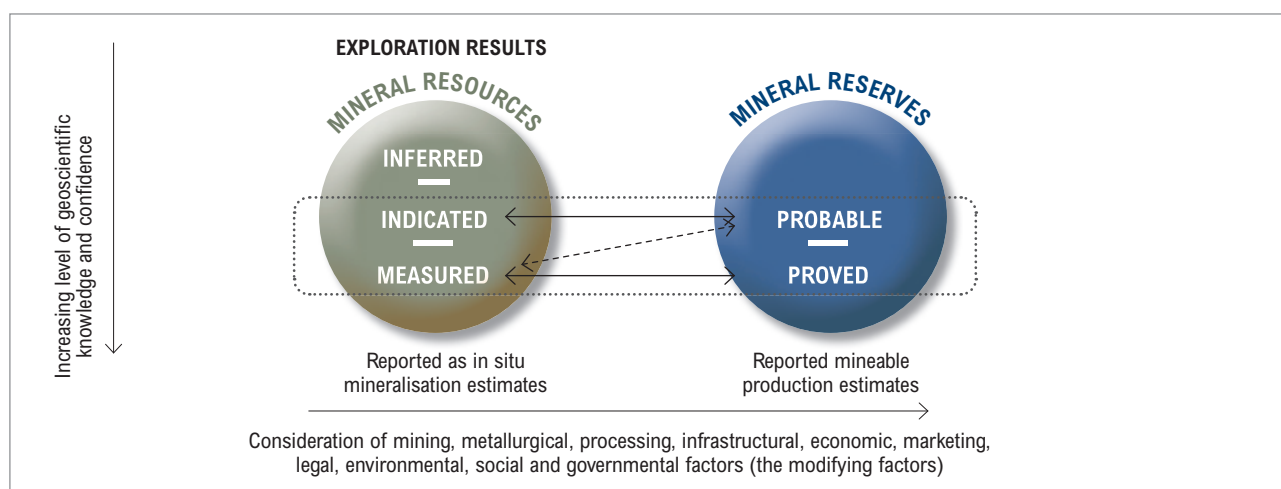 EXPLORATION RESULTS
MINERAL RESOURCES
MINERAL RESERVES
INFERRED
INDICATED
PROBABLE
MEASURED
PROVED
Increasing level of geoscientific
knowledge and confidence
Reported as in situ
mineralisation estimates
Reported mineable
production estimates
Consideration of mining, metallurgical, processing, infrastructural, economic, marketing,
legal, environmental, social and governmental factors (the modifying factors)